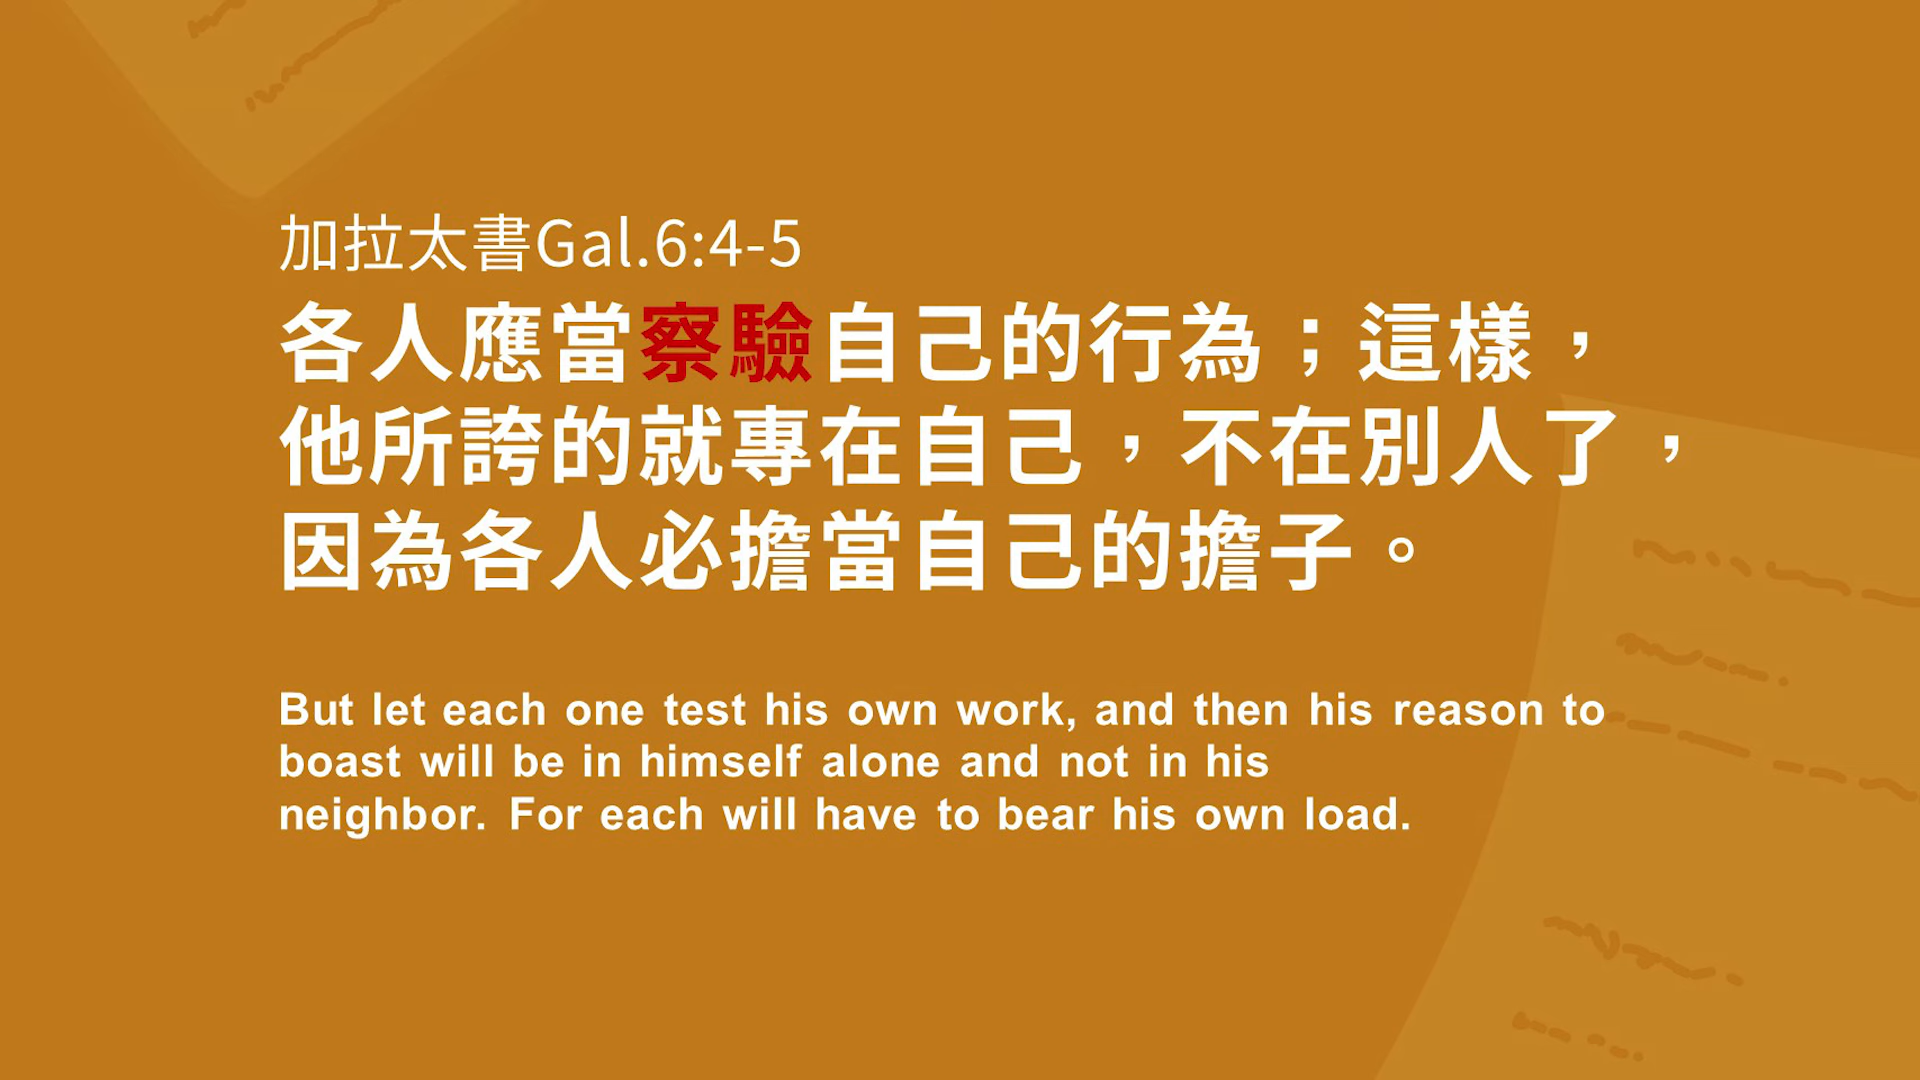 加拉太書Gal.6:4-5
各人應當察驗自己的行為；這樣，
他所誇的就專在自己，不在別人了，
因為各人必擔當自己的擔子。
But let each one test his own work, and then his reason to
boast will be in himself alone and not in his
neighbor. For each will have to bear his own load.